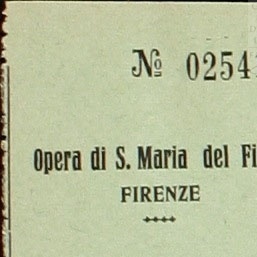 № 0254
Opera di S. Maria del Fi
FIRENZE